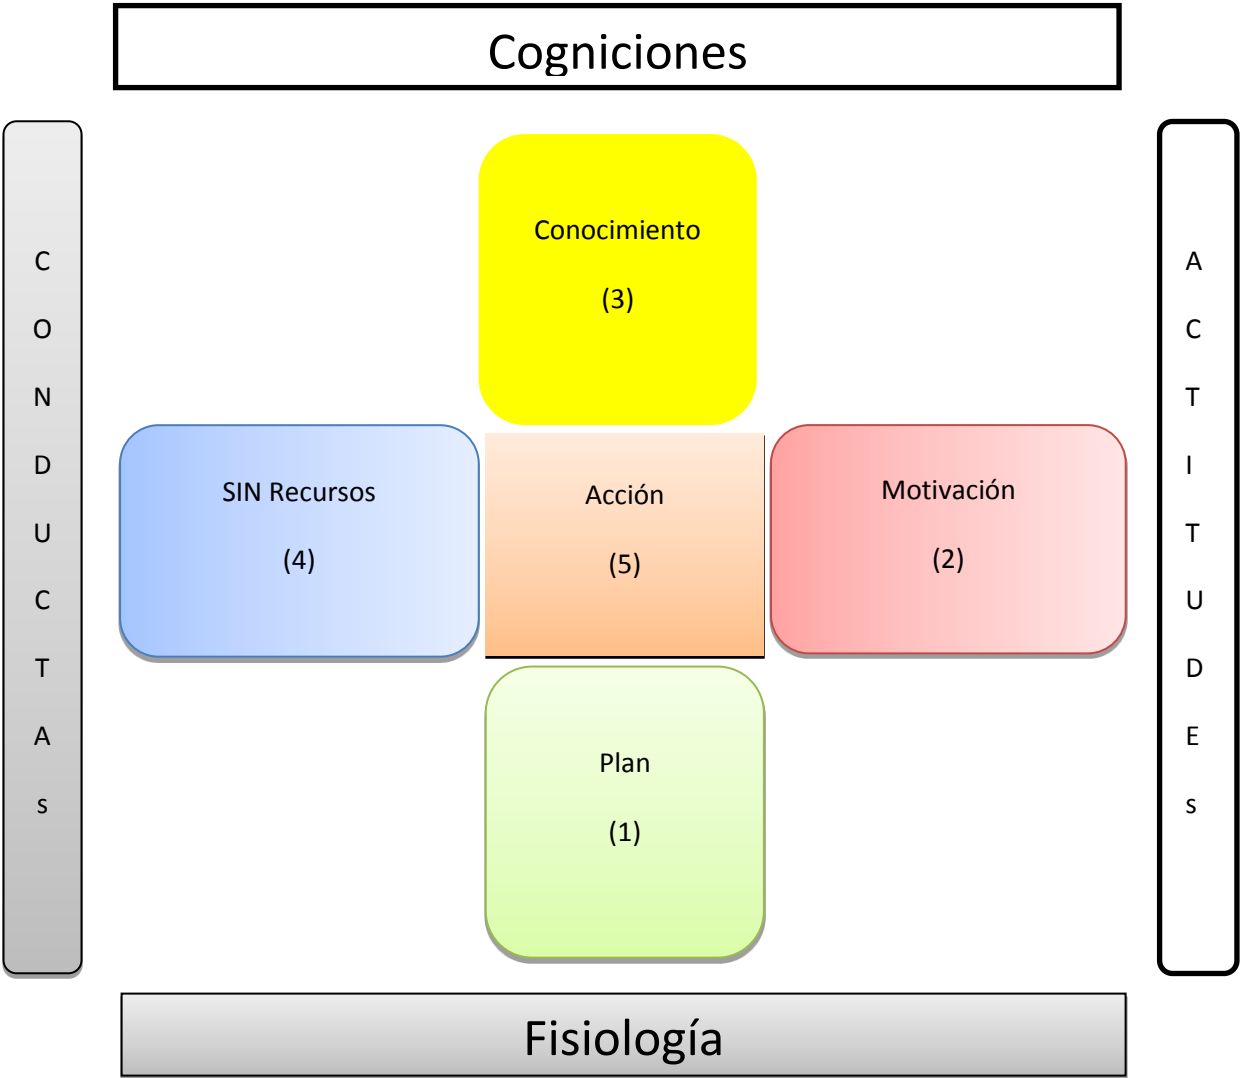 Cogniciones
C
O
N
D
U
C
T
A
s
Conocimiento
(3)
SIN Recursos
(4)
Acción
(5)
Motivación
(2)
Plan
(1)
A
C
T
I
T
U
D
E
s
Fisiología